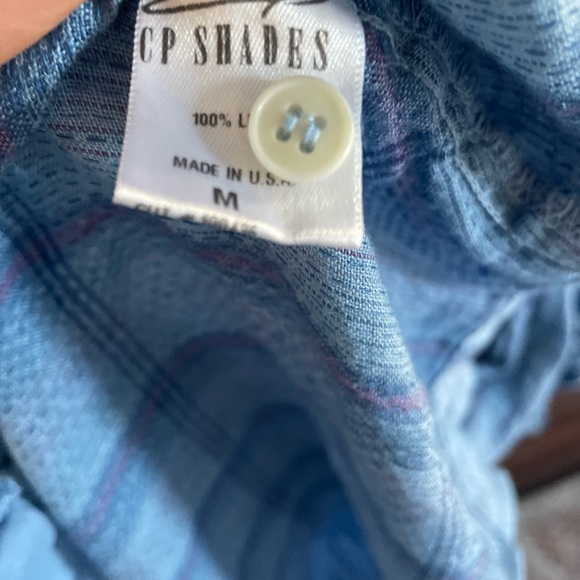 CP SHADES
100% L
MADE IN U.S.
M